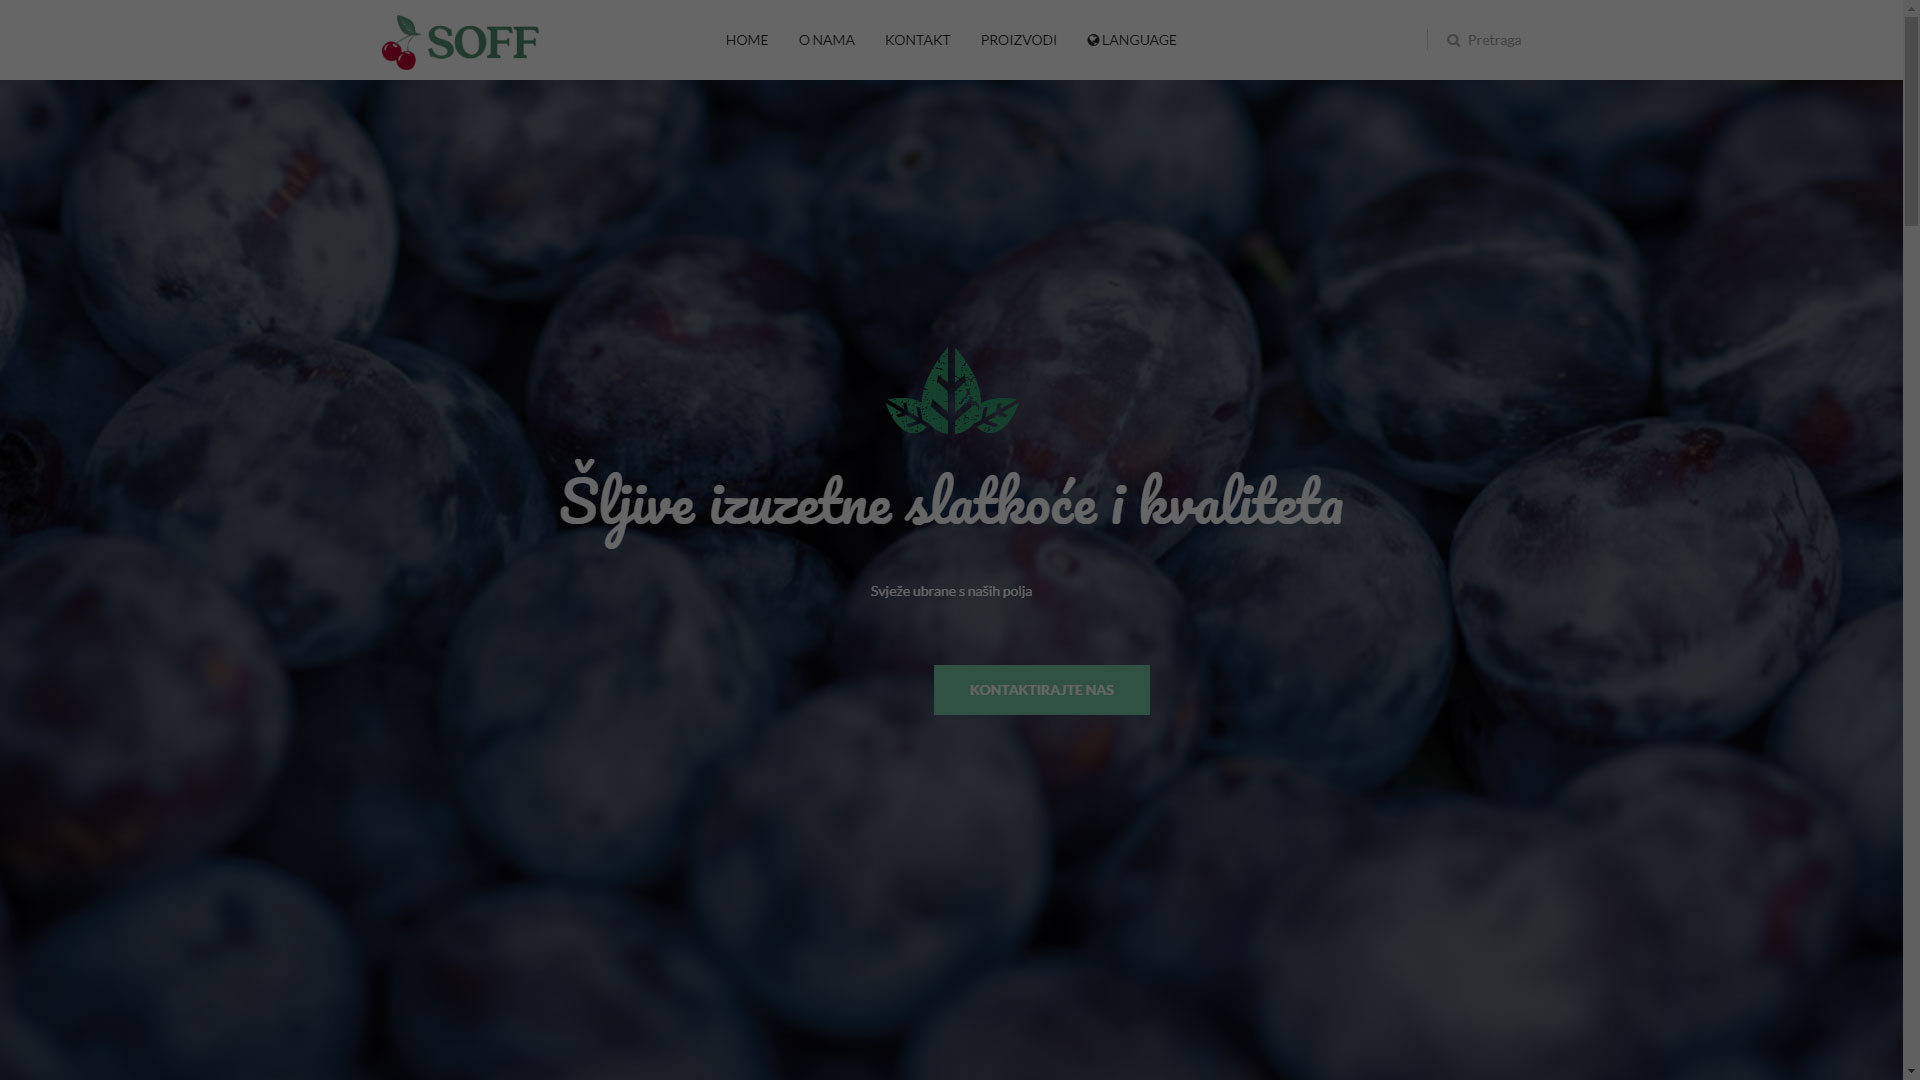 SOFF
HOME O NAMA KONTAKT PROIZVODI LANGUAGE Pretraga
Šljive izuzetne slatkoće i kvaliteta
Svježe ubrane s naših polja
KONTAKTIRAJTE NAS